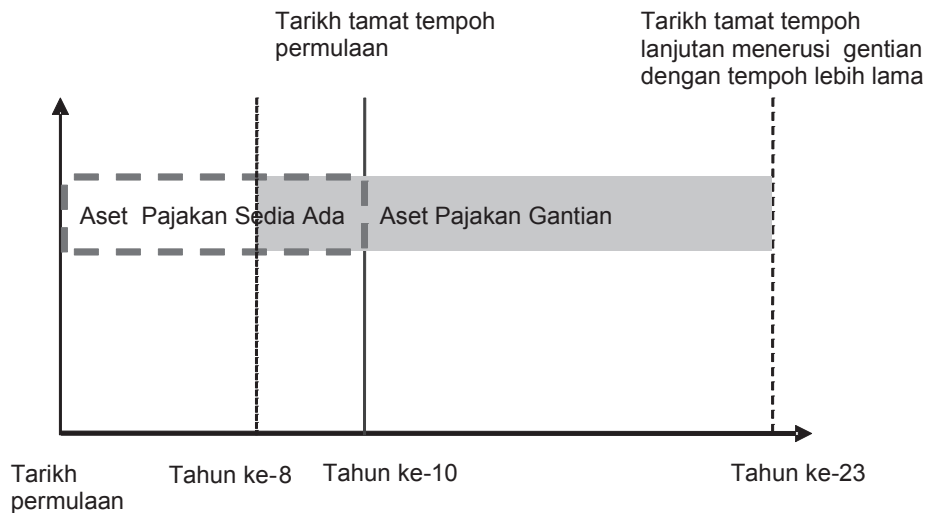 Tarikh tamat tempoh
permulaan
Tarikh tamat tempoh
lanjutan menerusi gentian
dengan tempoh lebih lama
Aset Pajakan Sedia Ada
Aset Pajakan Gantian
Tarikh
permulaan
Tahun ke-8
Tahun ke-10
Tahun ke-23